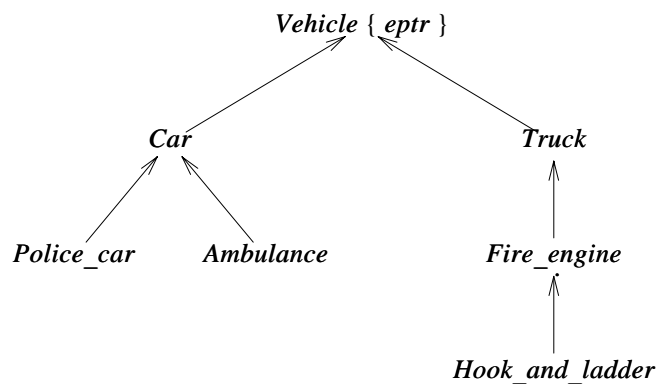 Vehicle { eptr }
Car Truck
Police_car Ambulance Fire_engine
Hook_and_ladder